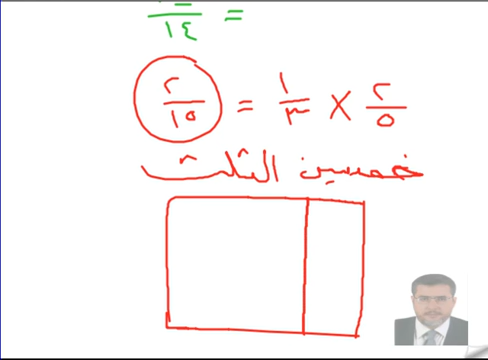 = ـ/١٤
٢/٥ × ١/٣ = ٢/١٥
خمسين الثلث